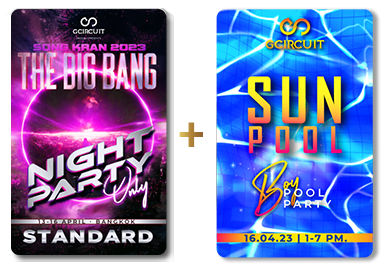 GCIRCUIT
SONG KRAN 2023
THE BIG BANG
NIGHT
PARTY
Only
13-16 APRIL - BANGKOK
STANDARD
+
GCIRCUIT
SUN
POOL
Boy
POOL
PARTY
16.04.23 | 1-7 PM.